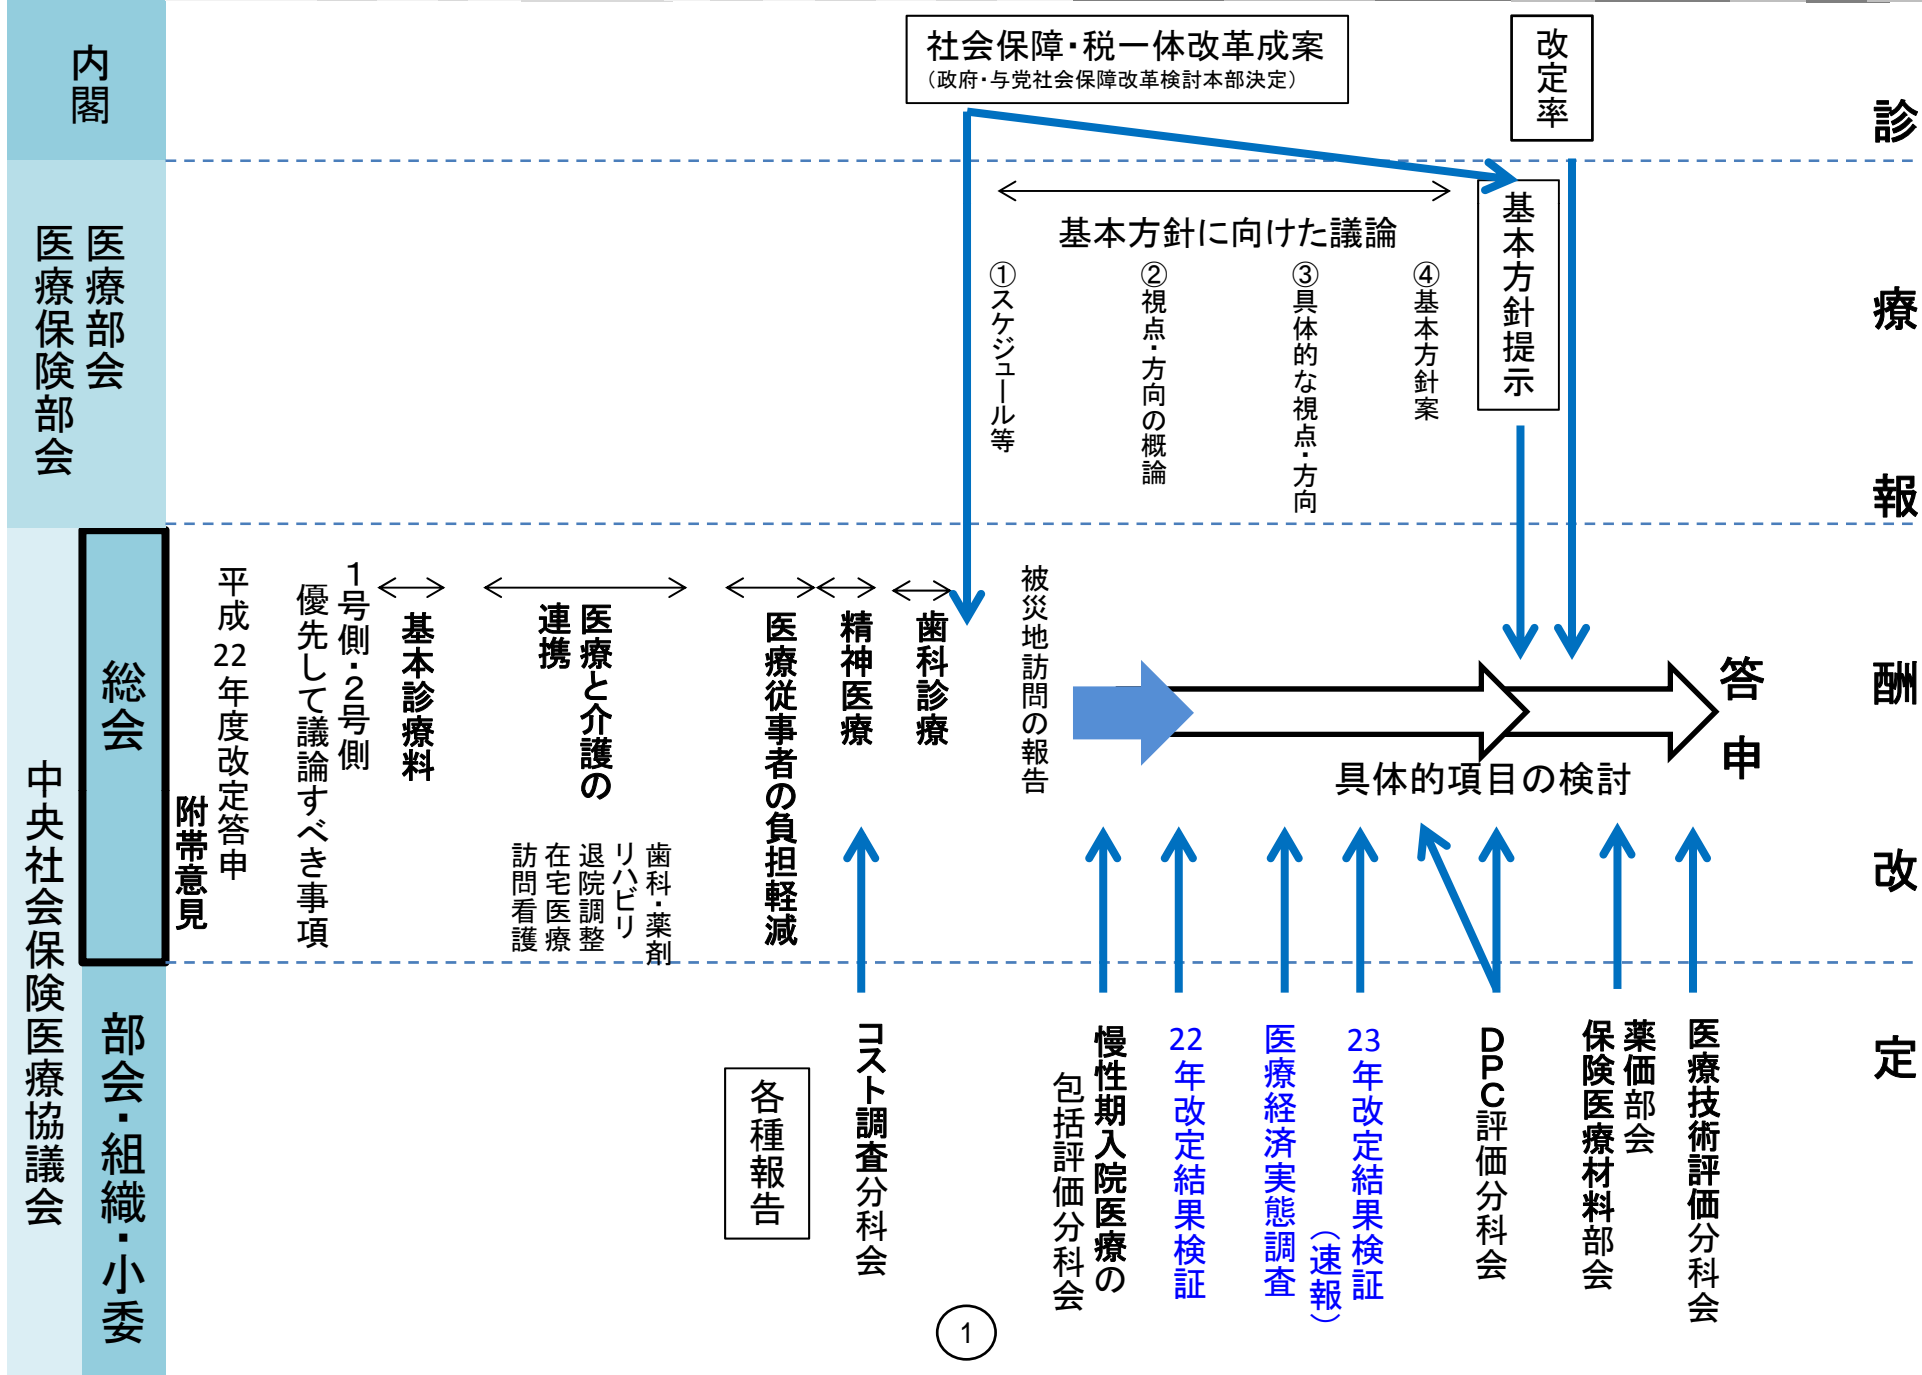 内閣
社会保障・税一体改革成案
（政府・与党社会保障改革検討本部決定）
改定率
医療部会
医療保険部会
基本方針に向けた議論
①スケジュール等
②視点・方向の概論
③具体的な視点・方向
④基本方針案
基本方針提示
中央社会保険医療協議会
総会
附帯意見
平成22年度改定答申
1号側・2号側
優先して議論すべき事項
基本診療料
医療と介護の
連携
歯科・薬剤
リハビリ
退院調整
在宅医療
訪問看護
医療従事者の負担軽減
精神医療
歯科診療
被災地訪問の報告
具体的項目の検討
答申
部会・組織・小委
各種報告
コスト調査分科会
慢性期入院医療の
包括評価分科会
22年改定結果検証
医療経済実態調査
23年改定結果検証
（速報）
DPC評価分科会
薬価部会
保険医療材料部会
医療技術評価分科会
診療報酬改定
1